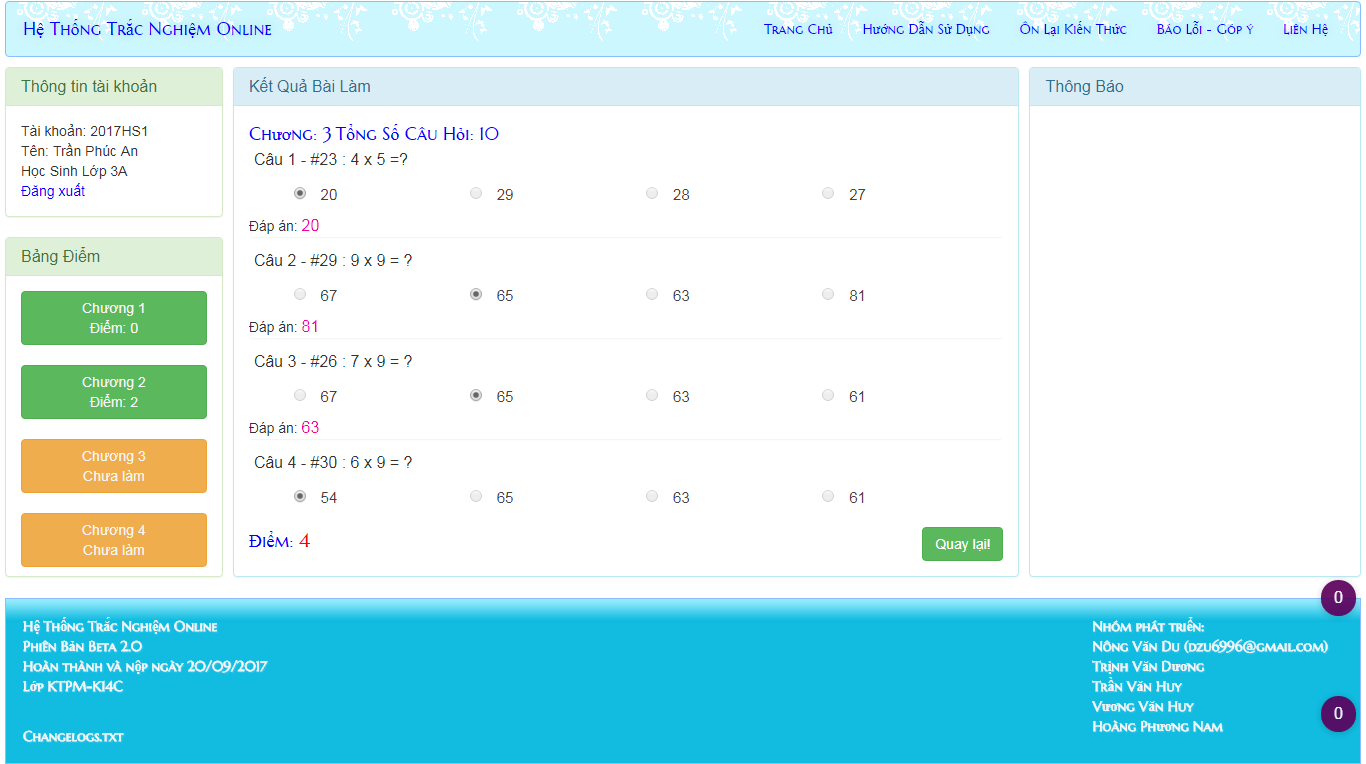 Hệ Thống Trắc Nghiệm Online
Trang Chủ Hướng Dẫn Sử Dụng Ôn Lại Kiến Thức Báo Lỗi - Góp ý Liên Hệ
Thông tin tài khoản
Tài khoản: 2017HS1
Tên: Trần Phúc An
Học Sinh Lớp 3A
Đăng xuất
Bảng Điểm
Chương 1
Điểm: 0
Chương 2
Điểm: 2
Chương 3
Chưa làm
Chương 4
Chưa làm
Kết Quả Bài Làm
Chương: 3 Tổng Số Câu Hỏi: 10
Câu 1 - #23 : 4 x 5 =?
20 29 28 27
Đáp án: 20
Câu 2 - #29 : 9 x 9 = ?
67 65 63 81
Đáp án: 81
Câu 3 - #26 : 7 x 9 = ?
67 65 63 61
Đáp án: 63
Câu 4 - #30 : 6 x 9 = ?
54 65 63 61
Điểm: 4
Quay lại!
Thông Báo
0
Hệ Thống Trắc Nghiệm Online
Phiên Bản Beta 2.0
Hoàn thành và nộp ngày 20/09/2017
Lớp KTPM-K14C
Changelogs.txt
Nhóm phát triển:
Nông Văn Du (dzu6996@gmail.com)
Trịnh Văn Dương
Trần Văn Huy
Vương Văn Huy
Hoàng Phương Nam
0